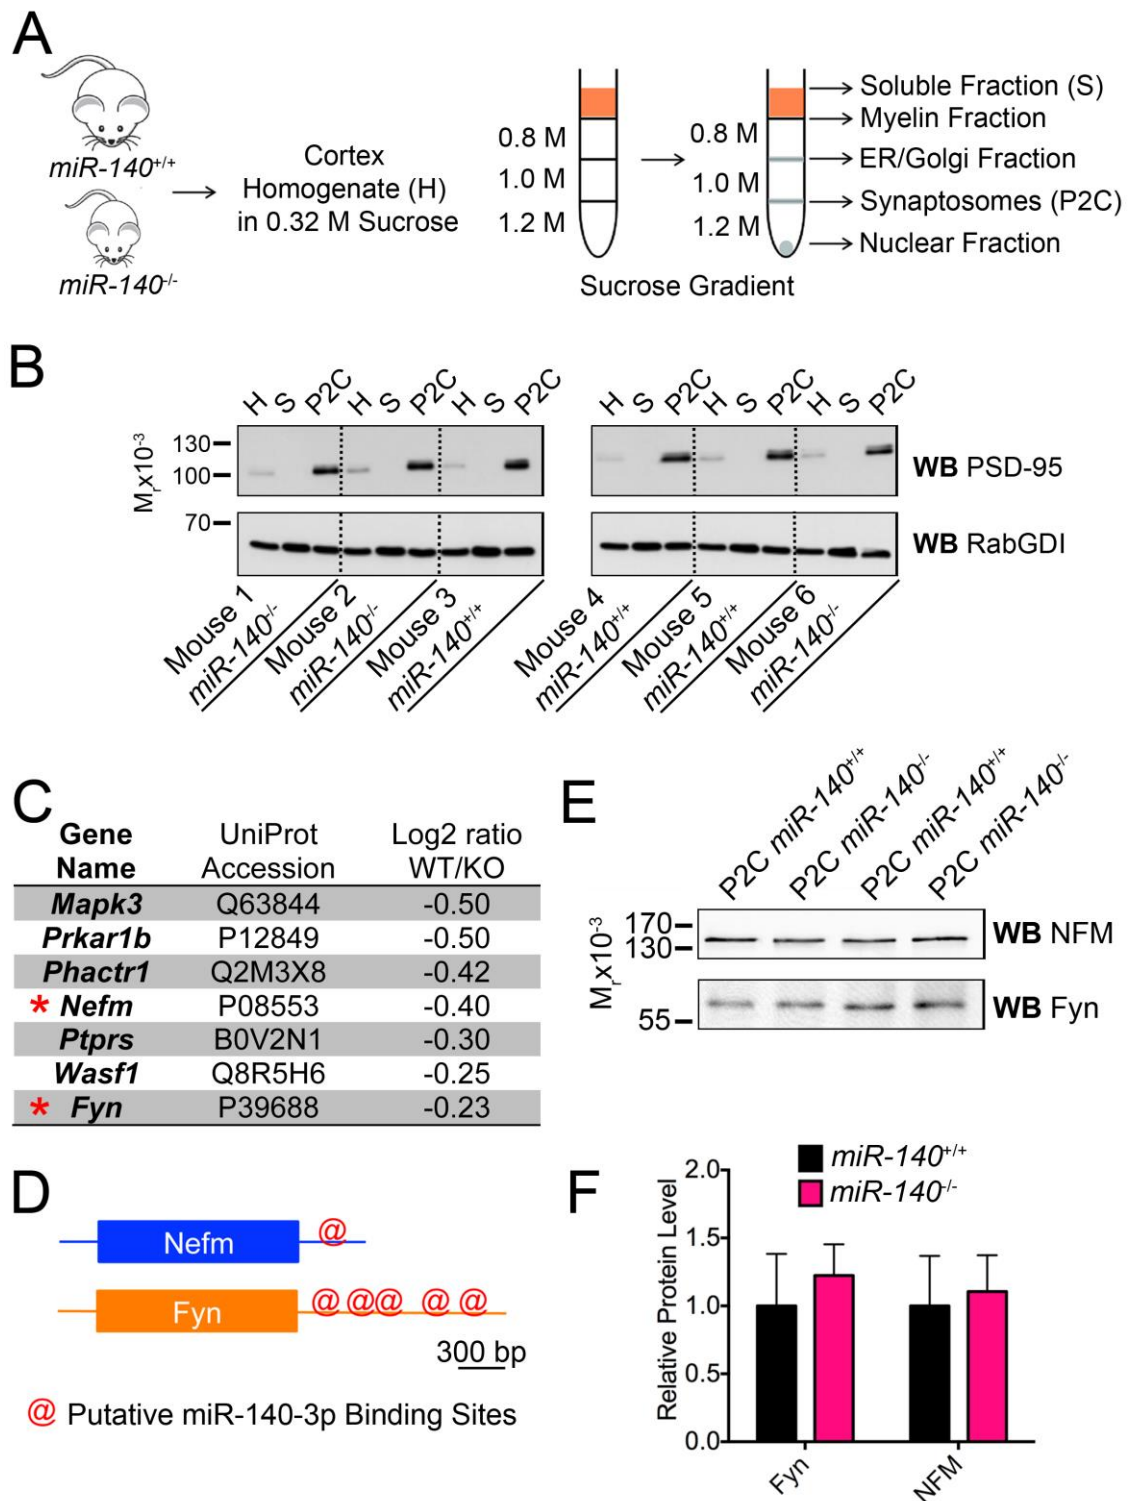 A
miR-140+/+
miR-140-/-
Cortex
Homogenate (H)
in 0.32 M Sucrose
0.8 M
1.0 M
1.2 M
0.8 M
1.0 M
1.2 M
Soluble Fraction (S)
Myelin Fraction
ER/Golgi Fraction
Synaptosomes (P2C)
Nuclear Fraction
Sucrose Gradient
B
H S P2C H S P2C H S P2C
H S P2C H S P2C H S P2C
Mrx10-3
130
100
70
WB PSD-95
WB RabGDI
Mouse 1
miR-140-/-
Mouse 2
miR-140-/-
Mouse 3
miR-140+/+
Mouse 4
miR-140+/+
Mouse 5
miR-140+/+
Mouse 6
miR-140-/-
C
Gene UniProt Log2 ratio
Name Accession WT/KO
Mapk3 Q63844 -0.50
Prkar1b P12849 -0.50
Phactr1 Q2M3X8 -0.42
* Nefm P08553 -0.40
Ptprs B0V2N1 -0.30
Wasf1 Q8R5H6 -0.25
* Fyn P39688 -0.23
D
Nefm @
Fyn @ @ @ @ @
300 bp
@ Putative miR-140-3p Binding Sites
E
P2C miR-140+/+
P2C miR-140-/-
P2C miR-140+/+
P2C miR-140-/-
Mrx10-3
170
130
55
WB NFM
WB Fyn
F
miR-140+/+
miR-140-/-
Relative Protein Level
2.0
1.5
1.0
0.5
0.0
Fyn
NFM